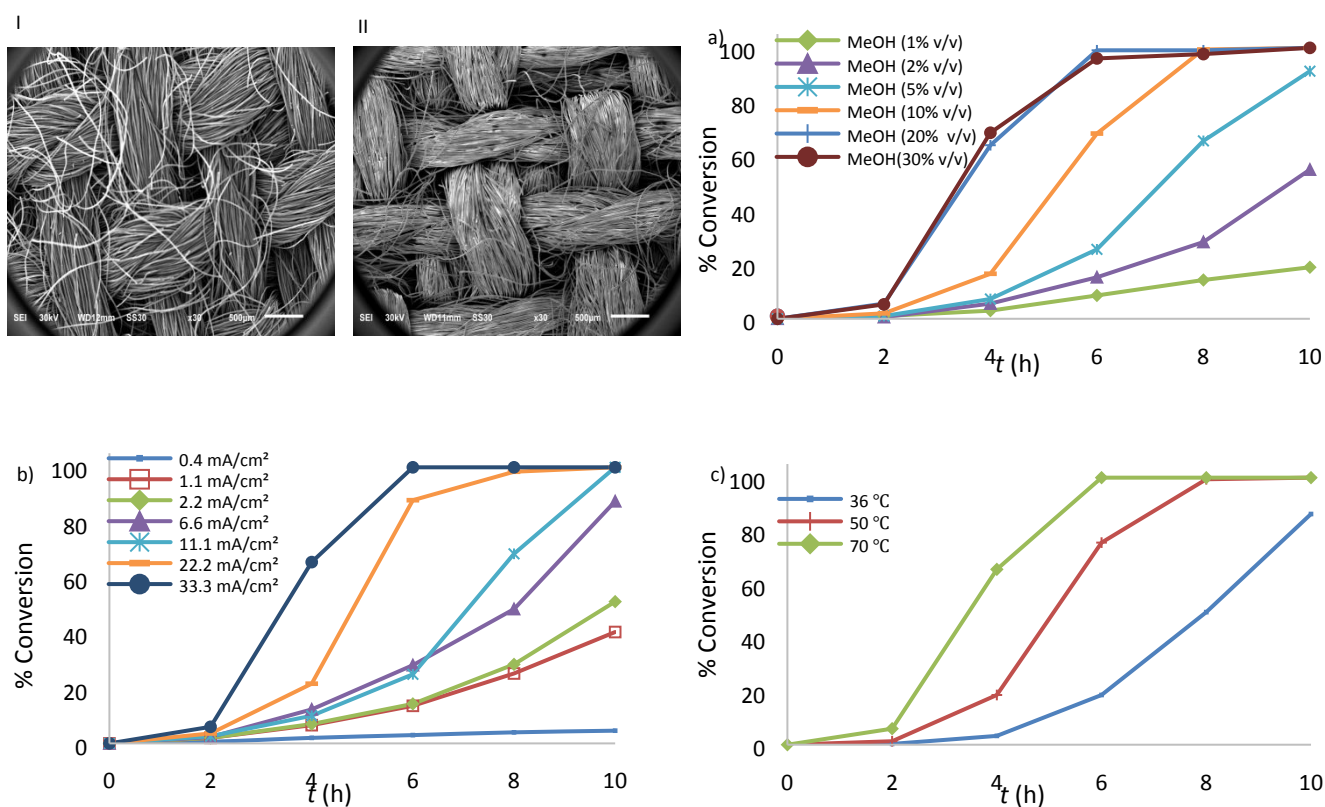 I
II
SEI 30kV WD12mm SS30 x30 500µm
SEI 30kV WD11mm SS30 x30 500µm
a)
MeOH (1% v/v)
MeOH (2% v/v)
MeOH (5% v/v)
MeOH (10% v/v)
MeOH (20% v/v)
MeOH(30% v/v)
% Conversion
100
80
60
40
20
0
0 2 4 6 8 10
t (h)
b)
0.4 mA/cm²
1.1 mA/cm²
2.2 mA/cm²
6.6 mA/cm²
11.1 mA/cm²
22.2 mA/cm²
33.3 mA/cm²
% Conversion
100
80
60
40
20
0
0 2 4 6 8 10
t (h)
c)
36 °C
50 °C
70 °C
% Conversion
100
80
60
40
20
0
0 2 4 6 8 10
t (h)